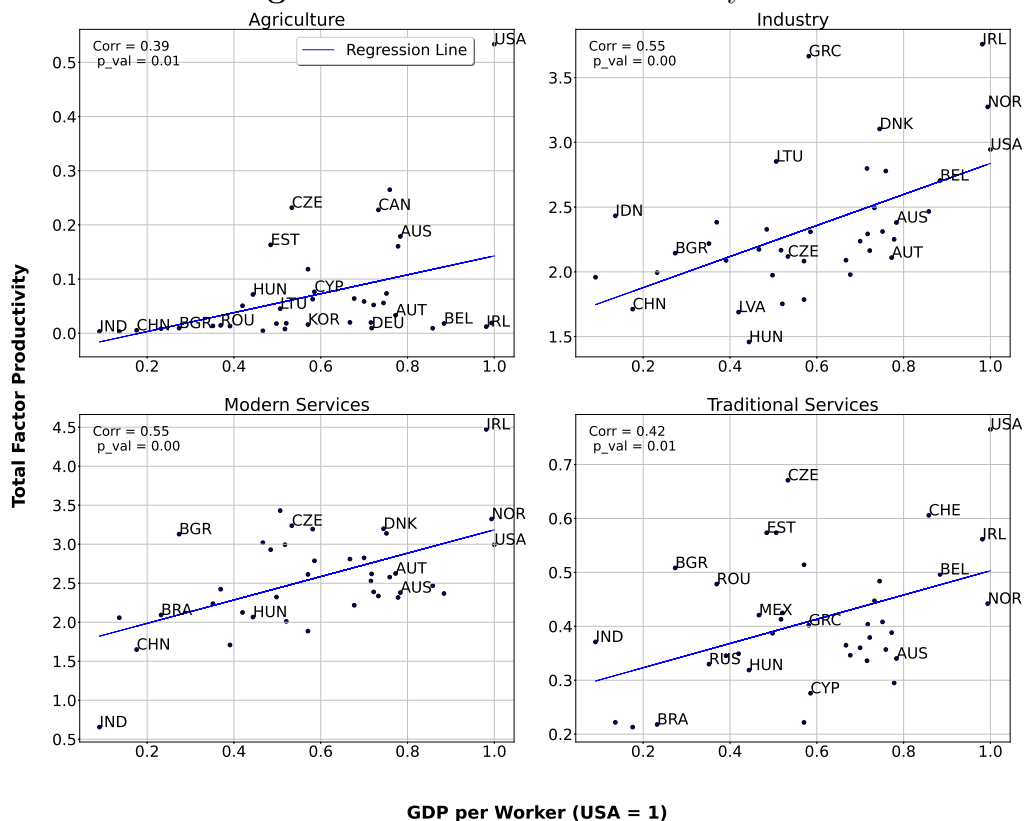 Agriculture
Corr = 0.39
p_val = 0.01
Regression Line
USA
CZE
CAN
EST
AUS
HUN
CYP
LTU
IND
CHN
BGR
ROU
KOR
DEU
AUT
BEL
IRL
0.5
0.4
0.3
0.2
0.1
0.0
0.2 0.4 0.6 0.8 1.0
Industry
Corr = 0.55
p_val = 0.00
IRL
GRC
NOR
DNK
USA
LTU
BEL
IDN
AUS
BGR
CZE
AUT
CHN
LVA
HUN
3.5
3.0
2.5
2.0
1.5
0.2 0.4 0.6 0.8 1.0
Total Factor Productivity
Modern Services
Corr = 0.55
p_val = 0.00
IRL
NOR
BGR
CZE
DNK
USA
AUT
AUS
BRA
HUN
CHN
IND
4.5
4.0
3.5
3.0
2.5
2.0
1.5
1.0
0.5
0.2 0.4 0.6 0.8 1.0
Traditional Services
Corr = 0.42
p_val = 0.01
USA
CZE
CHE
EST
IRL
BGR
BEL
ROU
NOR
MEX
GRC
IND
RUS
HUN
AUS
CYP
BRA
0.7
0.6
0.5
0.4
0.3
0.2
0.2 0.4 0.6 0.8 1.0
GDP per Worker (USA = 1)